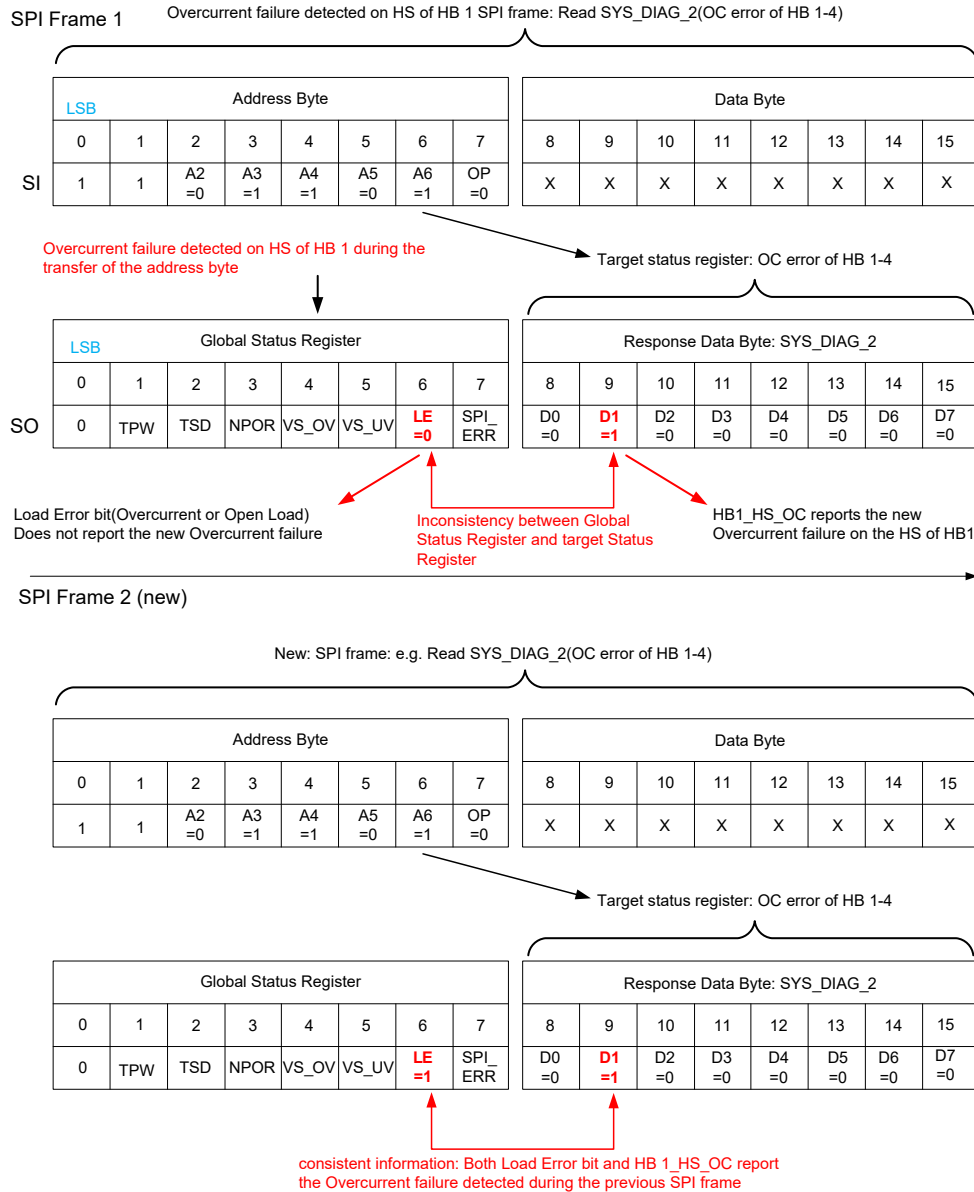 SPI Frame 1
Overcurrent failure detected on HS of HB 1 SPI frame: Read SYS_DIAG_2(OC error of HB 1-4)
LSB
Address Byte
Data Byte
0 1 2 3 4 5 6 7 8 9 10 11 12 13 14 15
SI
1 1 A2 =0 A3 =1 A4 =1 A5 =0 A6 =1 OP =0 X X X X X X X X
Overcurrent failure detected on HS of HB 1 during the
transfer of the address byte
Target status register: OC error of HB 1-4
LSB
Global Status Register
Response Data Byte: SYS_DIAG_2
0 1 2 3 4 5 6 7 8 9 10 11 12 13 14 15
SO
0 TPW TSD NPOR VS_OV VS_UV LE =0 SPI_ ERR D0 =0 D1 =1 D2 =0 D3 =0 D4 =0 D5 =0 D6 =0 D7 =0
Load Error bit(Overcurrent or Open Load)
Does not report the new Overcurrent failure
Inconsistency between Global
Status Register and target Status
Register
HB1_HS_OC reports the new
Overcurrent failure on the HS of HB1
SPI Frame 2 (new)
New: SPI frame: e.g. Read SYS_DIAG_2(OC error of HB 1-4)
Address Byte
Data Byte
0 1 2 3 4 5 6 7 8 9 10 11 12 13 14 15
1 1 A2 =0 A3 =1 A4 =1 A5 =0 A6 =1 OP =0 X X X X X X X X
Target status register: OC error of HB 1-4
Global Status Register
Response Data Byte: SYS_DIAG_2
0 1 2 3 4 5 6 7 8 9 10 11 12 13 14 15
0 TPW TSD NPOR VS_OV VS_UV LE =1 SPI_ ERR D0 =0 D1 =1 D2 =0 D3 =0 D4 =0 D5 =0 D6 =0 D7 =0
consistent information: Both Load Error bit and HB 1_HS_OC report
the Overcurrent failure detected during the previous SPI frame